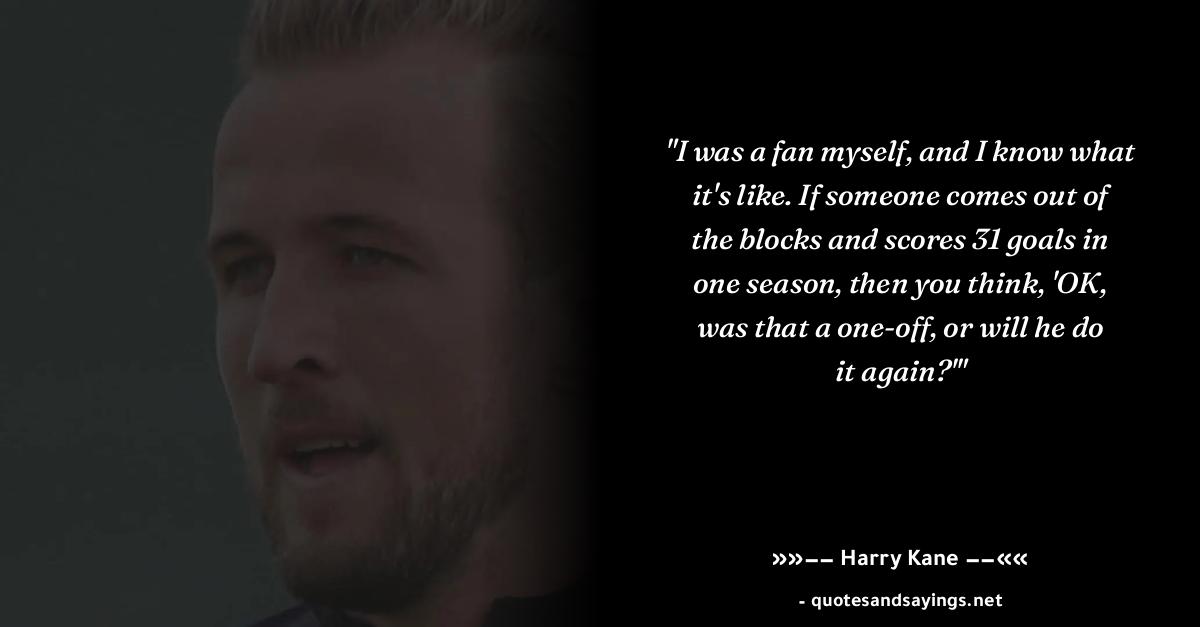 "I was a fan myself, and I know what
it's like. If someone comes out of
the blocks and scores 31 goals in
one season, then you think, 'OK,
was that a one-off, or will he do
it again?'"
»»−− Harry Kane −−««
- quotesandsayings.net